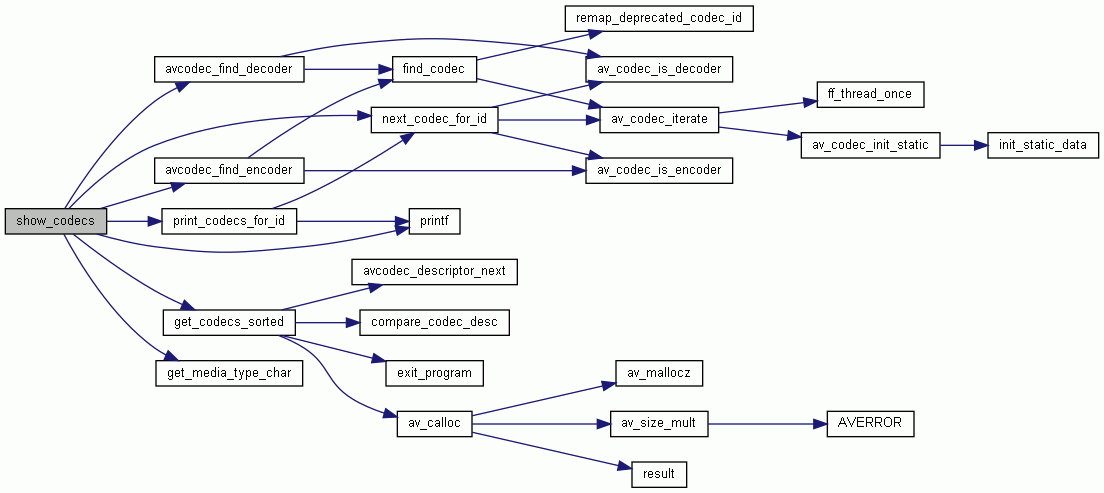 remap_deprecated_codec_id
avcodec_find_decoder
find_codec
av_codec_is_decoder
ff_thread_once
next_codec_for_id
av_codec_iterate
av_codec_init_static
init_static_data
avcodec_find_encoder
av_codec_is_encoder
show_codecs
print_codecs_for_id
printf
avcodec_descriptor_next
get_codecs_sorted
compare_codec_desc
get_media_type_char
exit_program
av_mallocz
av_calloc
av_size_mult
AVERROR
result